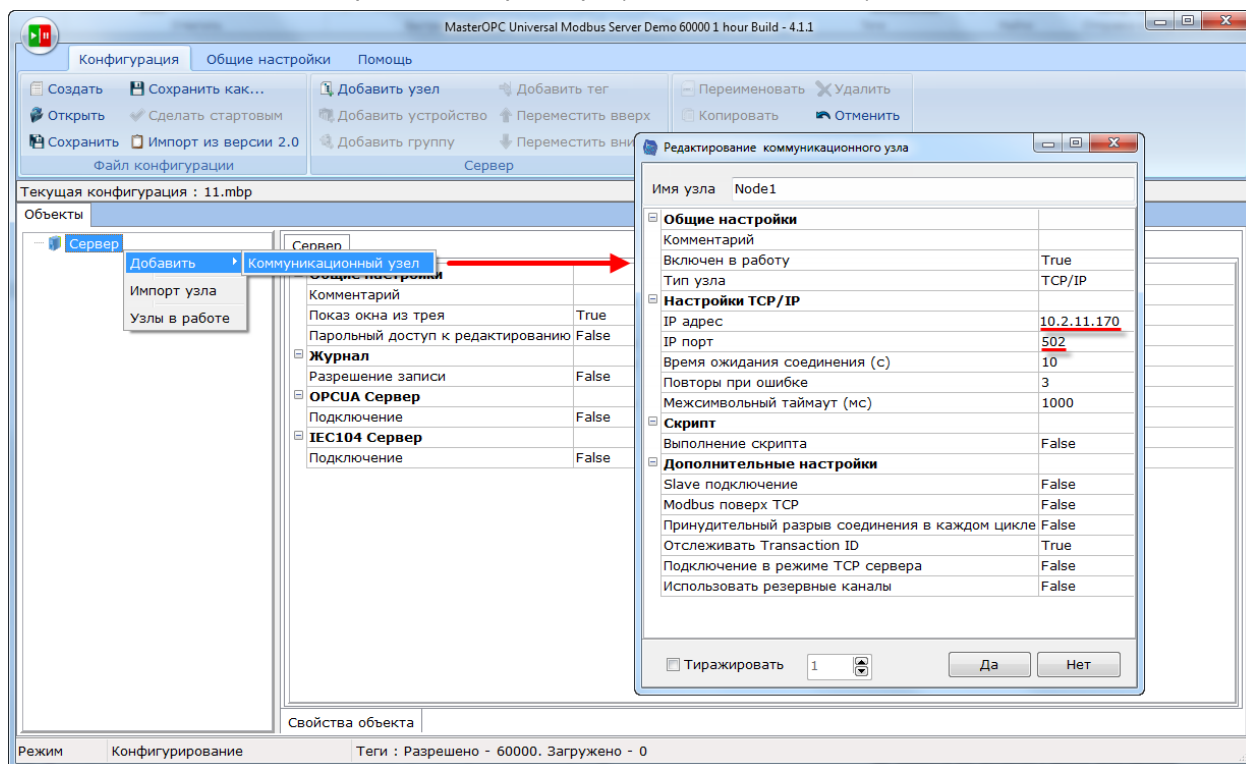 MasterOPC Universal Modbus Server Demo 60000 1 hour Build - 4.1.1
Конфигурация Общие настройки Помощь
Создать Сохранить как... Добавить узел Добавить тег Переименовать Удалить
Открыть Сделать стартовым Добавить устройство Переместить вверх Копировать Отменить
Сохранить Импорт из версии 2.0 Добавить группу Переместить вни
Файл конфигурации Сервер
Текущая конфигурация : 11.mbp
Объекты
Сервер
Добавить Коммуникационный узел
Импорт узла
Узлы в работе
Сервер
Общие настройки
Комментарий
Показ окна из трея True
Парольный доступ к редактированию False
Журнал
Разрешение записи False
OPCUA Сервер
Подключение False
IEC104 Сервер
Подключение False
Свойства объекта
Редактирование коммуникационного узла
Имя узла Node1
Общие настройки
Комментарий
Включен в работу True
Тип узла TCP/IP
Настройки TCP/IP
IP адрес 10.2.11.170
IP порт 502
Время ожидания соединения (с) 10
Повторы при ошибке 3
Межсимвольный таймаут (мс) 1000
Скрипт
Выполнение скрипта False
Дополнительные настройки
Slave подключение False
Modbus поверх TCP False
Принудительный разрыв соединения в каждом цикле False
Отслеживать Transaction ID True
Подключение в режиме TCP сервера False
Использовать резервные каналы False
Тиражировать 1 Да Нет
Режим Конфигурирование Теги : Разрешено - 60000. Загружено - 0